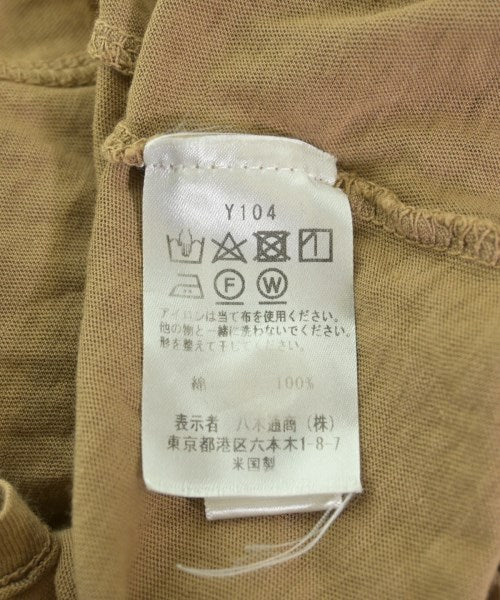 Y104
F W
アイロンは当て布を使用ください。
他の物と一緒に洗わないでください。
形を整えて干してください。
綿 100%
表示者 八木通商(株)
東京都港区六本木1-8-7
米国製